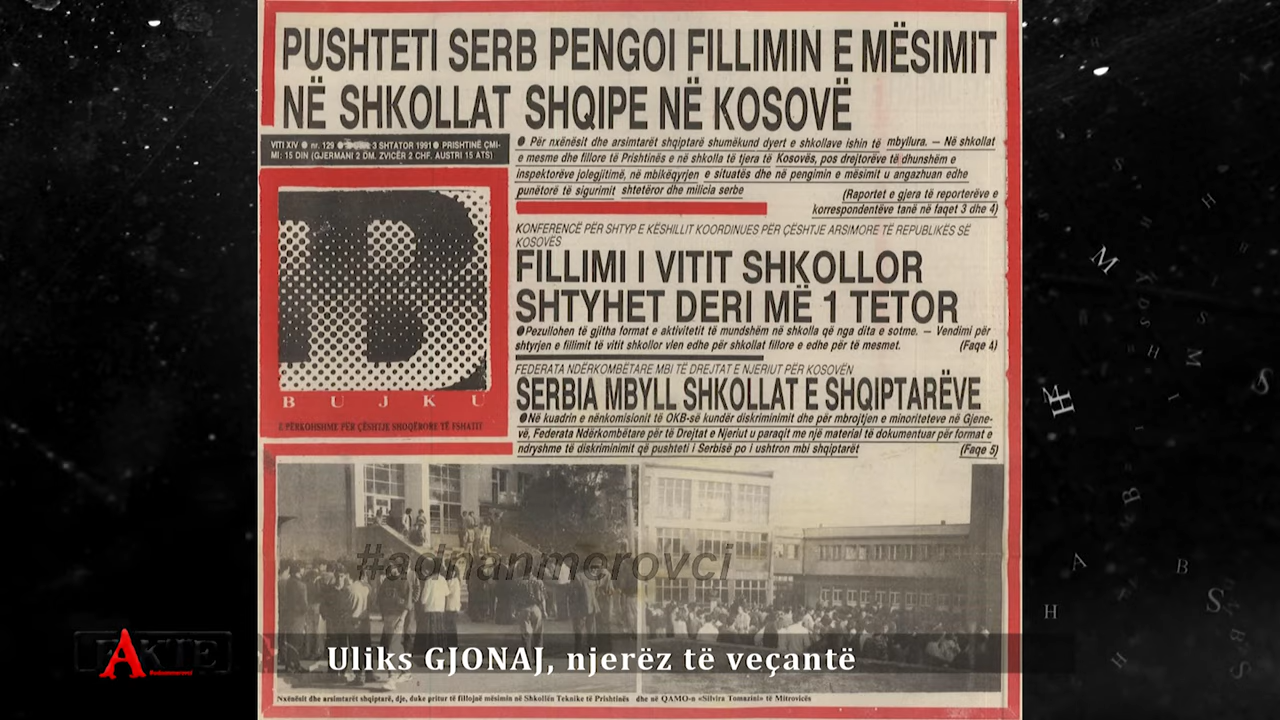 PUSHTETI SERB PENGOI FILLIMIN E MËSIMIT
NË SHKOLLAT SHQIPE NË KOSOVË
VITI XIV ● nr. 129 ● 3 SHTATOR 1991 ● PRISHTINË ÇMI-
MI: 15 DIN (GJERMANI 2 DM. ZVICËR 2 CHF. AUSTRI 15 ATS)
● Për nxënësit dhe arsimtarët shqiptarë shumëkund dyert e shkollave ishin të mbyllura. — Në shkollat
e mesme dhe fillore të Prishtinës e në shkolla të tjera të Kosovës, pos drejtorëve të dhunshëm e
inspektorëve jolegjitimë, në mbikëqyrjen e situatës dhe në pengimin e mësimit u angazhuan edhe
punëtorë të sigurimit shtetëror dhe milicia serbe
(Raportet e gjera të reporterëve e
korrespondentëve tanë në faqet 3 dhe 4)
BUJKU
E PËRKOHSHME PËR ÇËSHTJE SHOQËRORE TË FSHATIT
KONFERENCË PËR SHTYP E KËSHILLIT KOORDINUES PËR ÇËSHTJE ARSIMORE TË REPUBLIKËS SË
KOSOVËS
FILLIMI I VITIT SHKOLLOR
SHTYHET DERI MË 1 TETOR
●Pezullohen të gjitha format e aktivitetit të mundshëm në shkolla që nga dita e sotme. — Vendimi për
shtyrjen e fillimit të vitit shkollor vlen edhe për shkollat fillore e edhe për të mesmet. (Faqe 4)
FEDERATA NDËRKOMBËTARE MBI TË DREJTAT E NJERIUT PËR KOSOVËN
SERBIA MBYLL SHKOLLAT E SHQIPTARËVE
●Në kuadrin e nënkomisionit të OKB-së kundër diskriminimit dhe për mbrojtjen e minoriteteve në Gjene-
vë, Federata Ndërkombëtare për të Drejtat e Njeriut u paraqit me një material të dokumentuar për format e
ndryshme të diskriminimit që pushteti i Serbisë po i ushtron mbi shqiptarët (Faqe 5)
#adnanmerovci
Uliks GJONAJ, njerëz të veçantë
Nxënësit dhe arsimtarët shqiptarë, dje, duke pritur të fillojnë mësimin në Shkollën Teknike të Prishtinës dhe në QAMO-n «Silvira Tomazini» të Mitrovicës